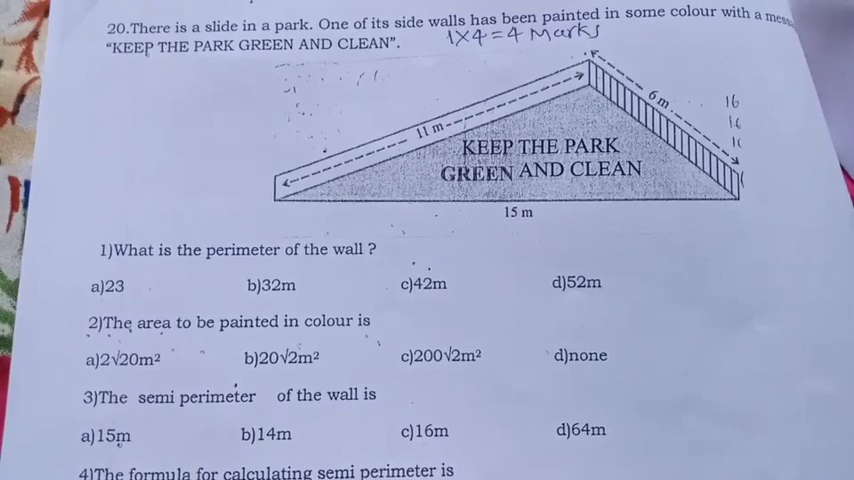 20.There is a slide in a park. One of its side walls has been painted in some colour with a
"KEEP THE PARK GREEN AND CLEAN".
1×4=4 Marks
11 m
6 m
16
KEEP THE PARK
GREEN AND CLEAN
15 m
1)What is the perimeter of the wall ?
a)23 b)32m c)42m d)52m
2)The area to be painted in colour is
a)2√20m² b)20√2m² c)200√2m² d)none
3)The semi perimeter of the wall is
a)15m b)14m c)16m d)64m
4)The formula for calculating semi perimeter is